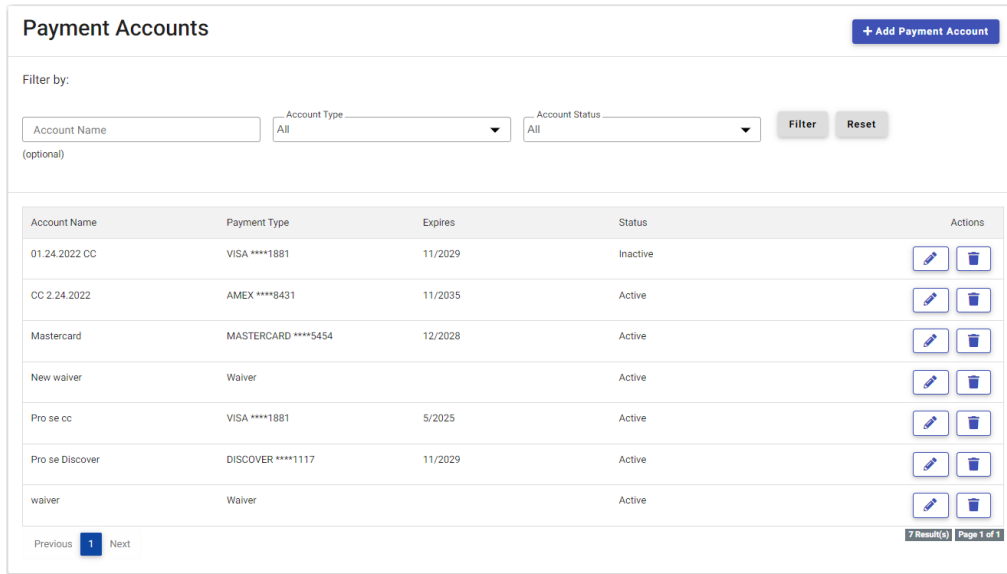 Payment Accounts
+ Add Payment Account
Filter by:
Account Name
Account Type
All
Account Status
All
Filter
Reset
(optional)
Account Name Payment Type Expires Status Actions
01.24.2022 CC VISA ****1881 11/2029 Inactive
CC 2.24.2022 AMEX ****8431 11/2035 Active
Mastercard MASTERCARD ****5454 12/2028 Active
New waiver Waiver Active
Pro se cc VISA ****1881 5/2025 Active
Pro se Discover DISCOVER ****1117 11/2029 Active
waiver Waiver Active
Previous 1 Next
7 Result(s) Page 1 of 1